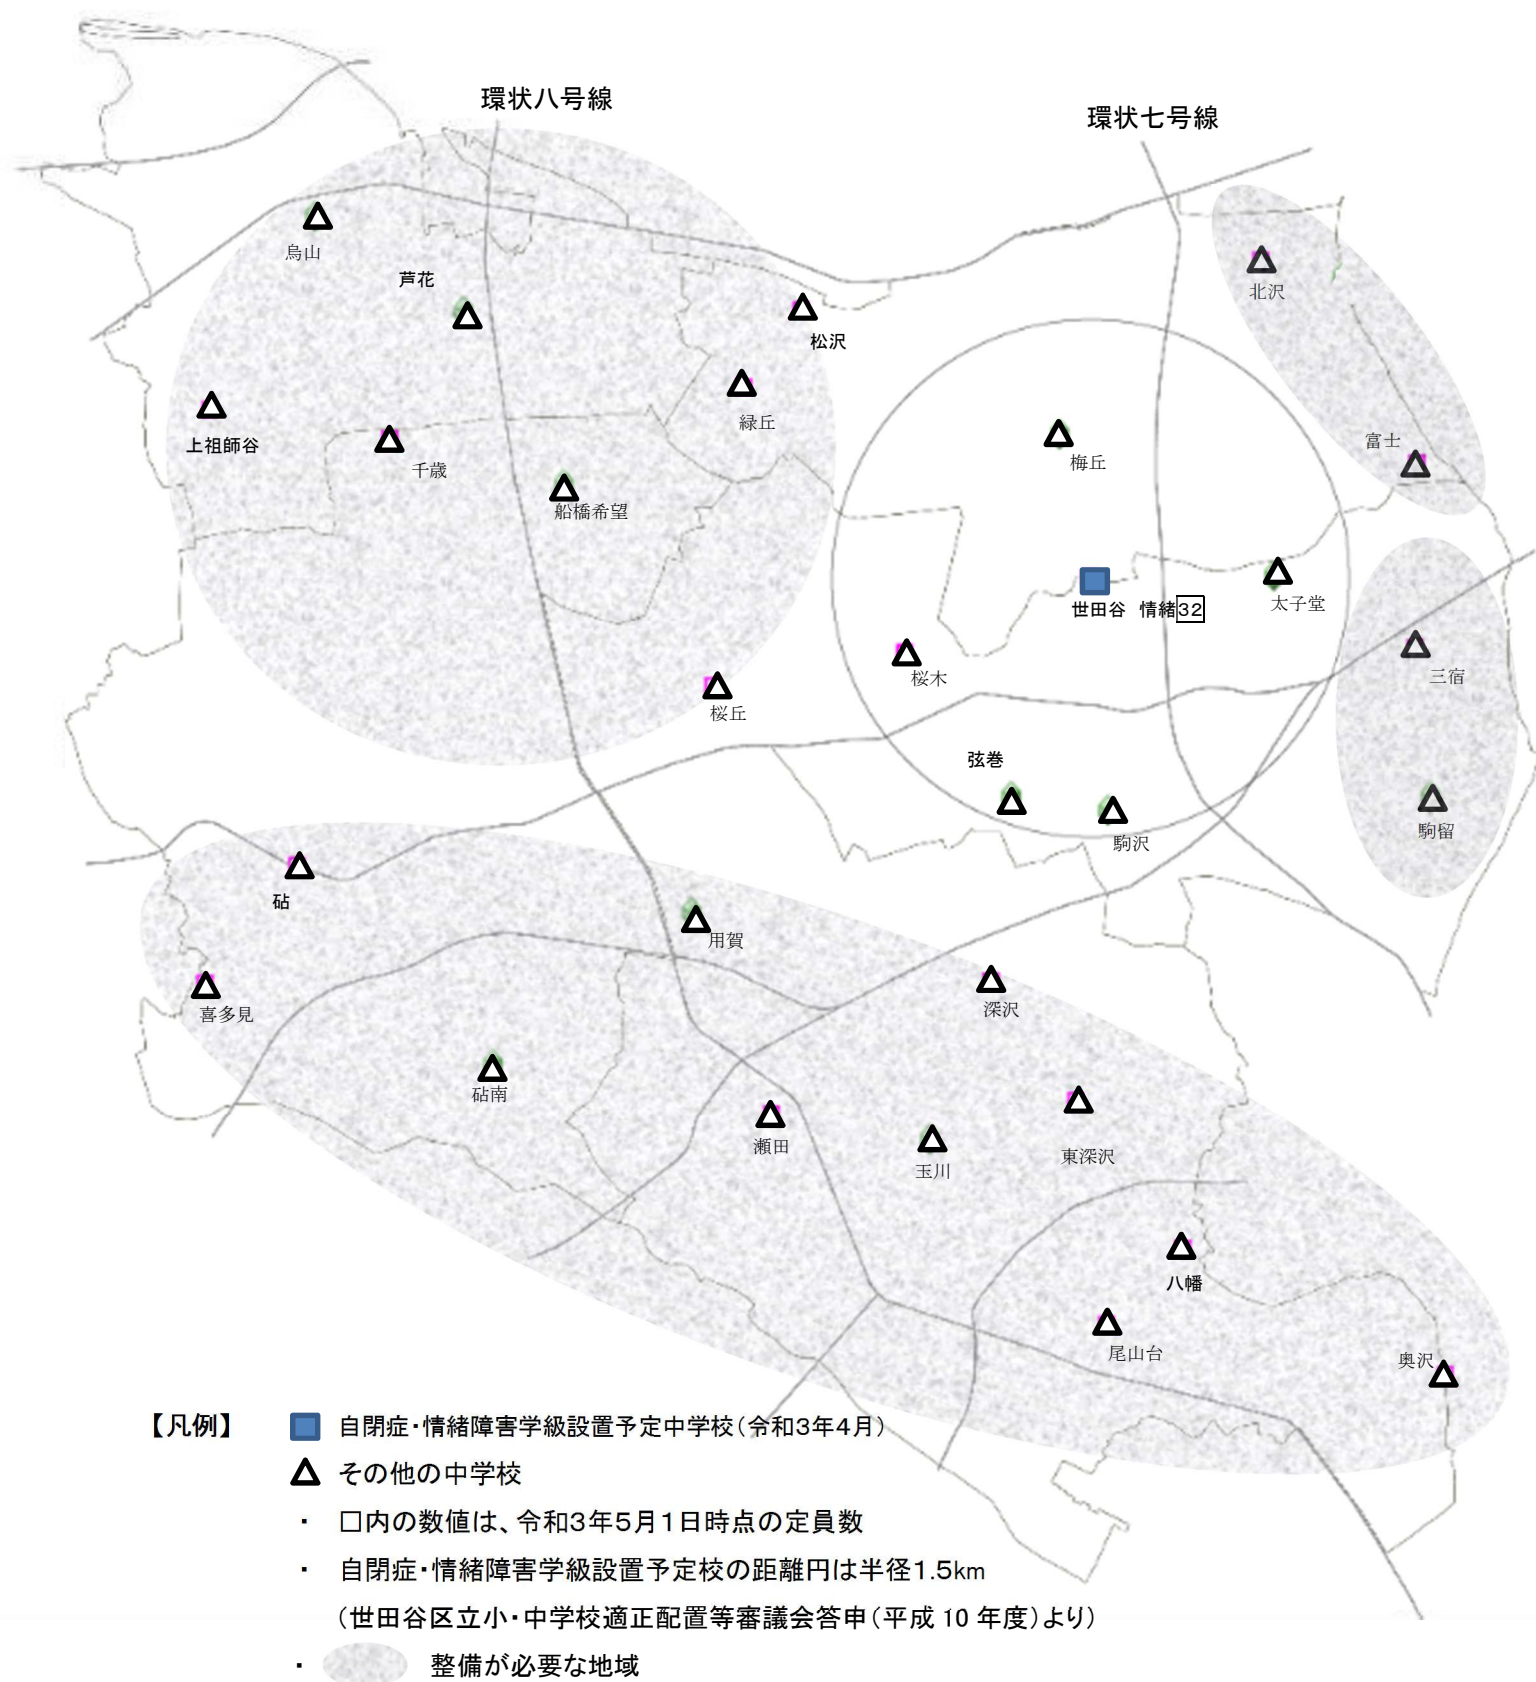 環状八号線
環状七号線
烏山
芦花
北沢
松沢
緑丘
上祖師谷
千歳
富士
梅丘
船橋希望
世田谷 情緒32
太子堂
三宿
桜木
桜丘
弦巻
駒留
駒沢
砧
用賀
喜多見
深沢
砧南
瀬田
玉川
東深沢
八幡
尾山台
奥沢
【凡例】
自閉症・情緒障害学級設置予定中学校(令和3年4月)
その他の中学校
・ □内の数値は、令和3年5月1日時点の定員数
・ 自閉症・情緒障害学級設置予定校の距離円は半径1.5km
(世田谷区立小・中学校適正配置等審議会答申(平成 10 年度)より)
・ 整備が必要な地域